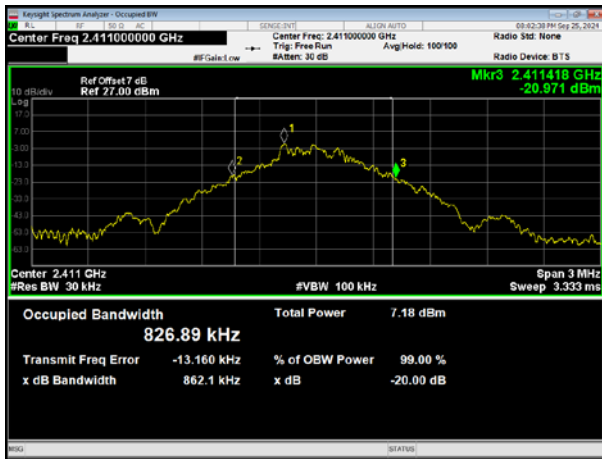 Keysight Spectrum Analyzer - Occupied BW
RL RF 50 Ω AC SENSE:INT ALIGN AUTO 08:02:38 PM Sep 25, 2024
Center Freq 2.411000000 GHz Center Freq: 2.411000000 GHz Radio Std: None
Trig: Free Run Avg|Hold: 100/100
#IFGain:Low #Atten: 30 dB Radio Device: BTS
Ref Offset 7 dB Mkr3 2.411418 GHz
10 dB/div Ref 27.00 dBm -20.971 dBm
Log
17.0
7.00
1
-3.00
-13.0
2
3
-23.0
-33.0
-43.0
-53.0
-63.0
Center 2.411 GHz Span 3 MHz
#Res BW 30 kHz #VBW 100 kHz Sweep 3.333 ms
Occupied Bandwidth Total Power 7.18 dBm
826.89 kHz
Transmit Freq Error -13.160 kHz % of OBW Power 99.00 %
x dB Bandwidth 862.1 kHz x dB -20.00 dB
MSG STATUS